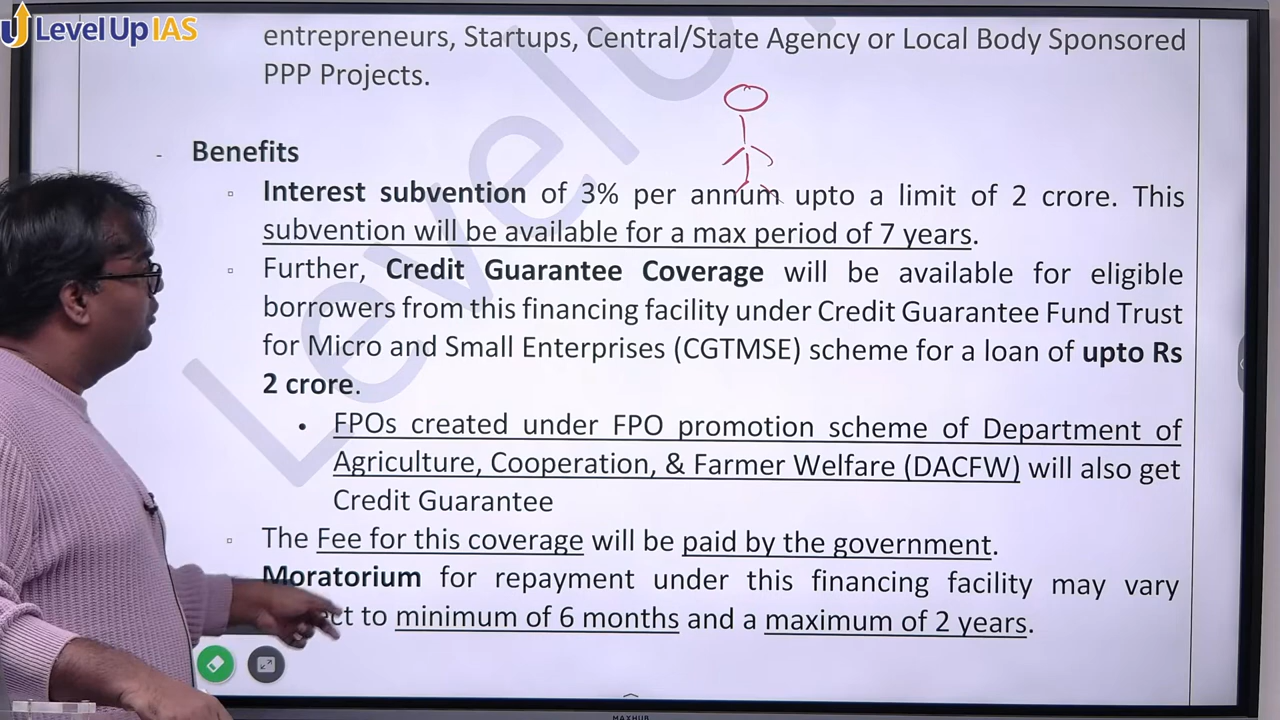 Level Up IAS
entrepreneurs, Startups, Central/State Agency or Local Body Sponsored
PPP Projects.
- Benefits
Interest subvention of 3% per annum upto a limit of 2 crore. This
subvention will be available for a max period of 7 years.
Further, Credit Guarantee Coverage will be available for eligible
borrowers from this financing facility under Credit Guarantee Fund Trust
for Micro and Small Enterprises (CGTMSE) scheme for a loan of upto Rs
2 crore.
• FPOs created under FPO promotion scheme of Department of
Agriculture, Cooperation, & Farmer Welfare (DACFW) will also get
Credit Guarantee
The Fee for this coverage will be paid by the government.
Moratorium for repayment under this financing facility may vary
to minimum of 6 months and a maximum of 2 years.
MAXHUB